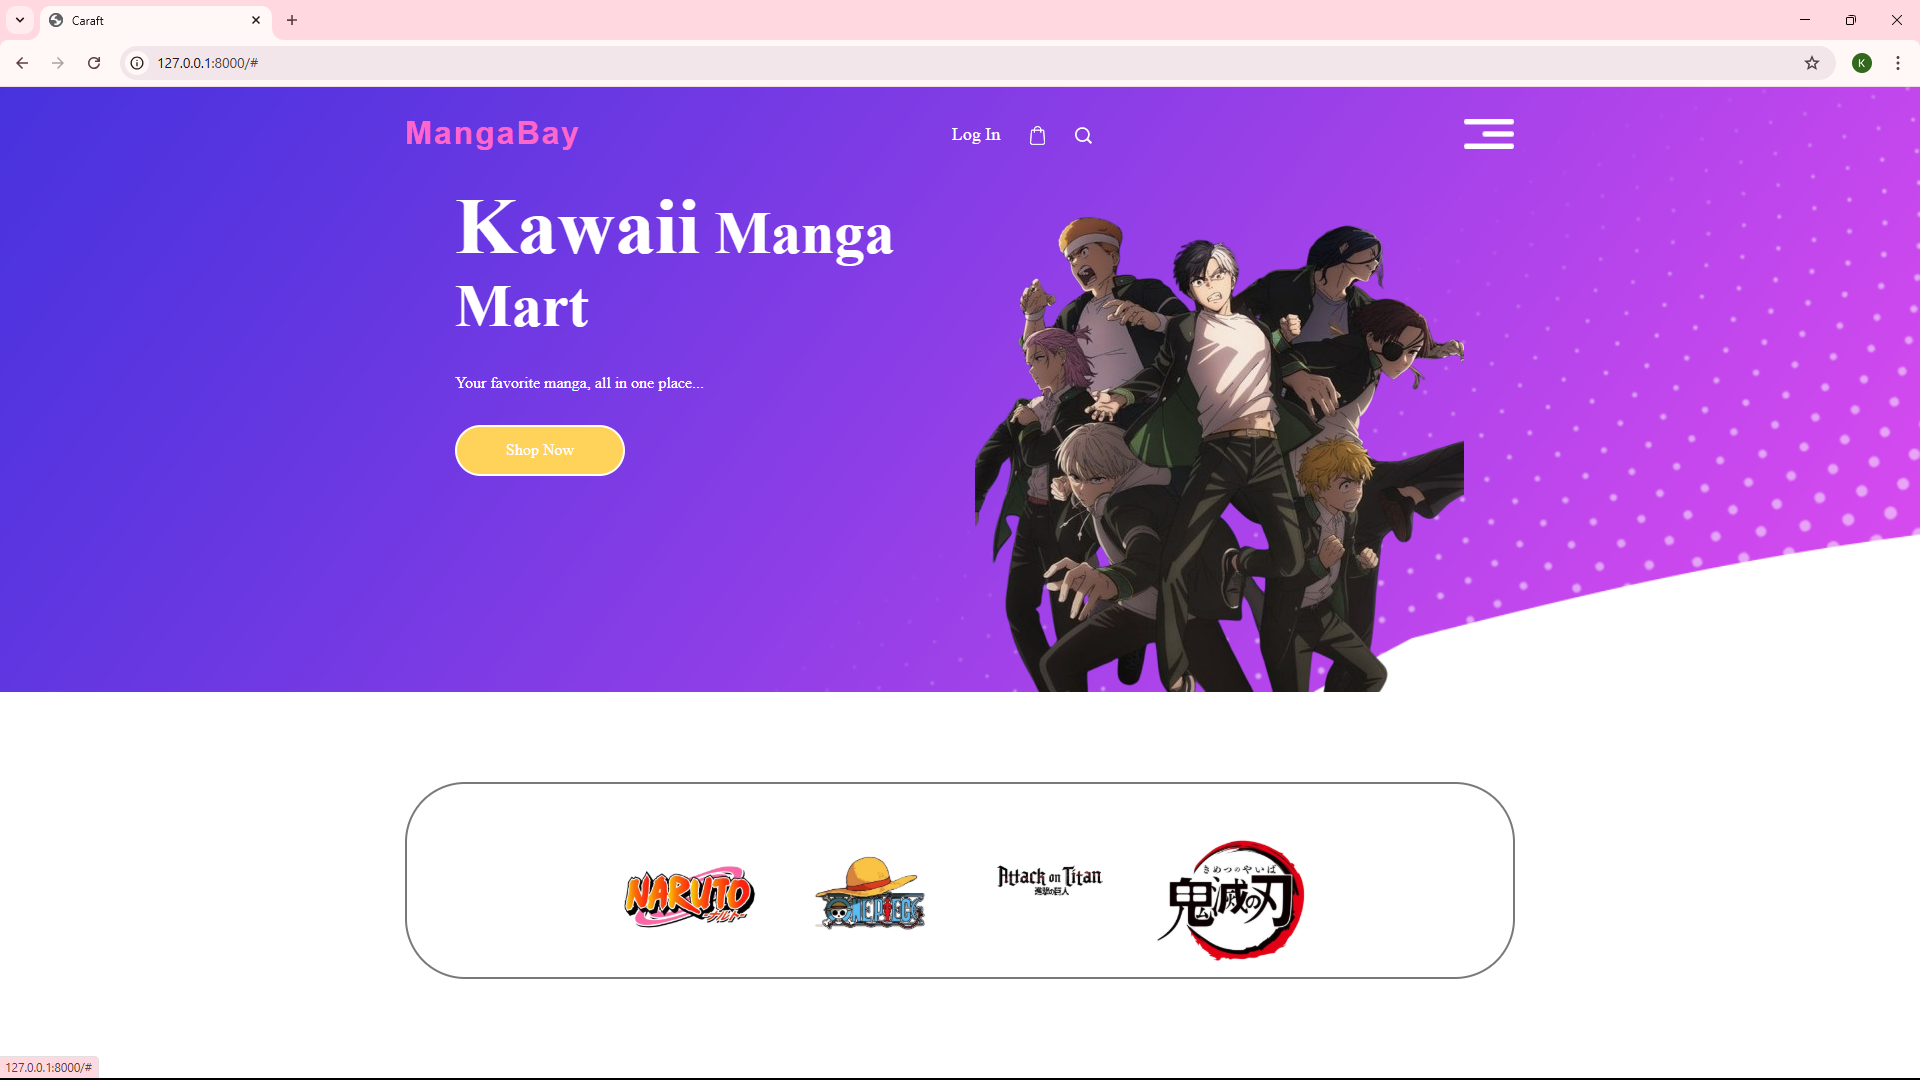 Caraft
127.0.0.1:8000/#
K
MangaBay
Log In
Kawaii Manga
Mart
Your favorite manga, all in one place...
Shop Now
NARUTO
-ナルト-
ONE PIECE
Attack on Titan
進撃の巨人
きめつのやいば
鬼滅の刃
127.0.0.1:8000/#